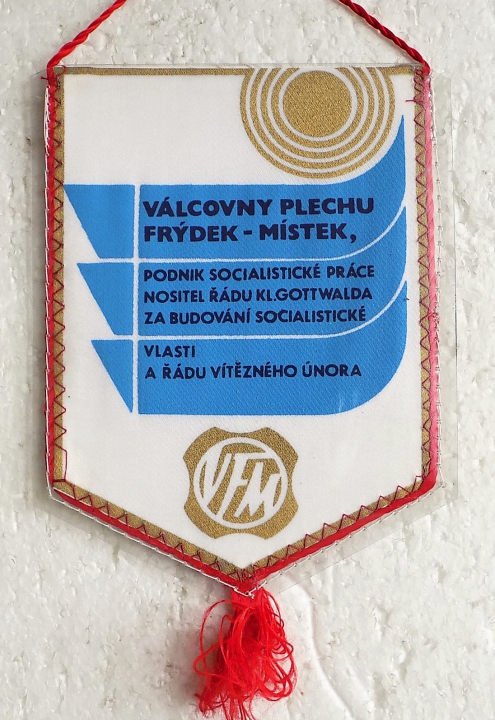 VÁLCOVNY PLECHU
FRÝDEK - MÍSTEK,
PODNIK SOCIALISTICKÉ PRÁCE
NOSITEL ŘÁDU KL.GOTTWALDA
ZA BUDOVÁNÍ SOCIALISTICKÉ
VLASTI
A ŘÁDU VÍTĚZNÉHO ÚNORA
VFM